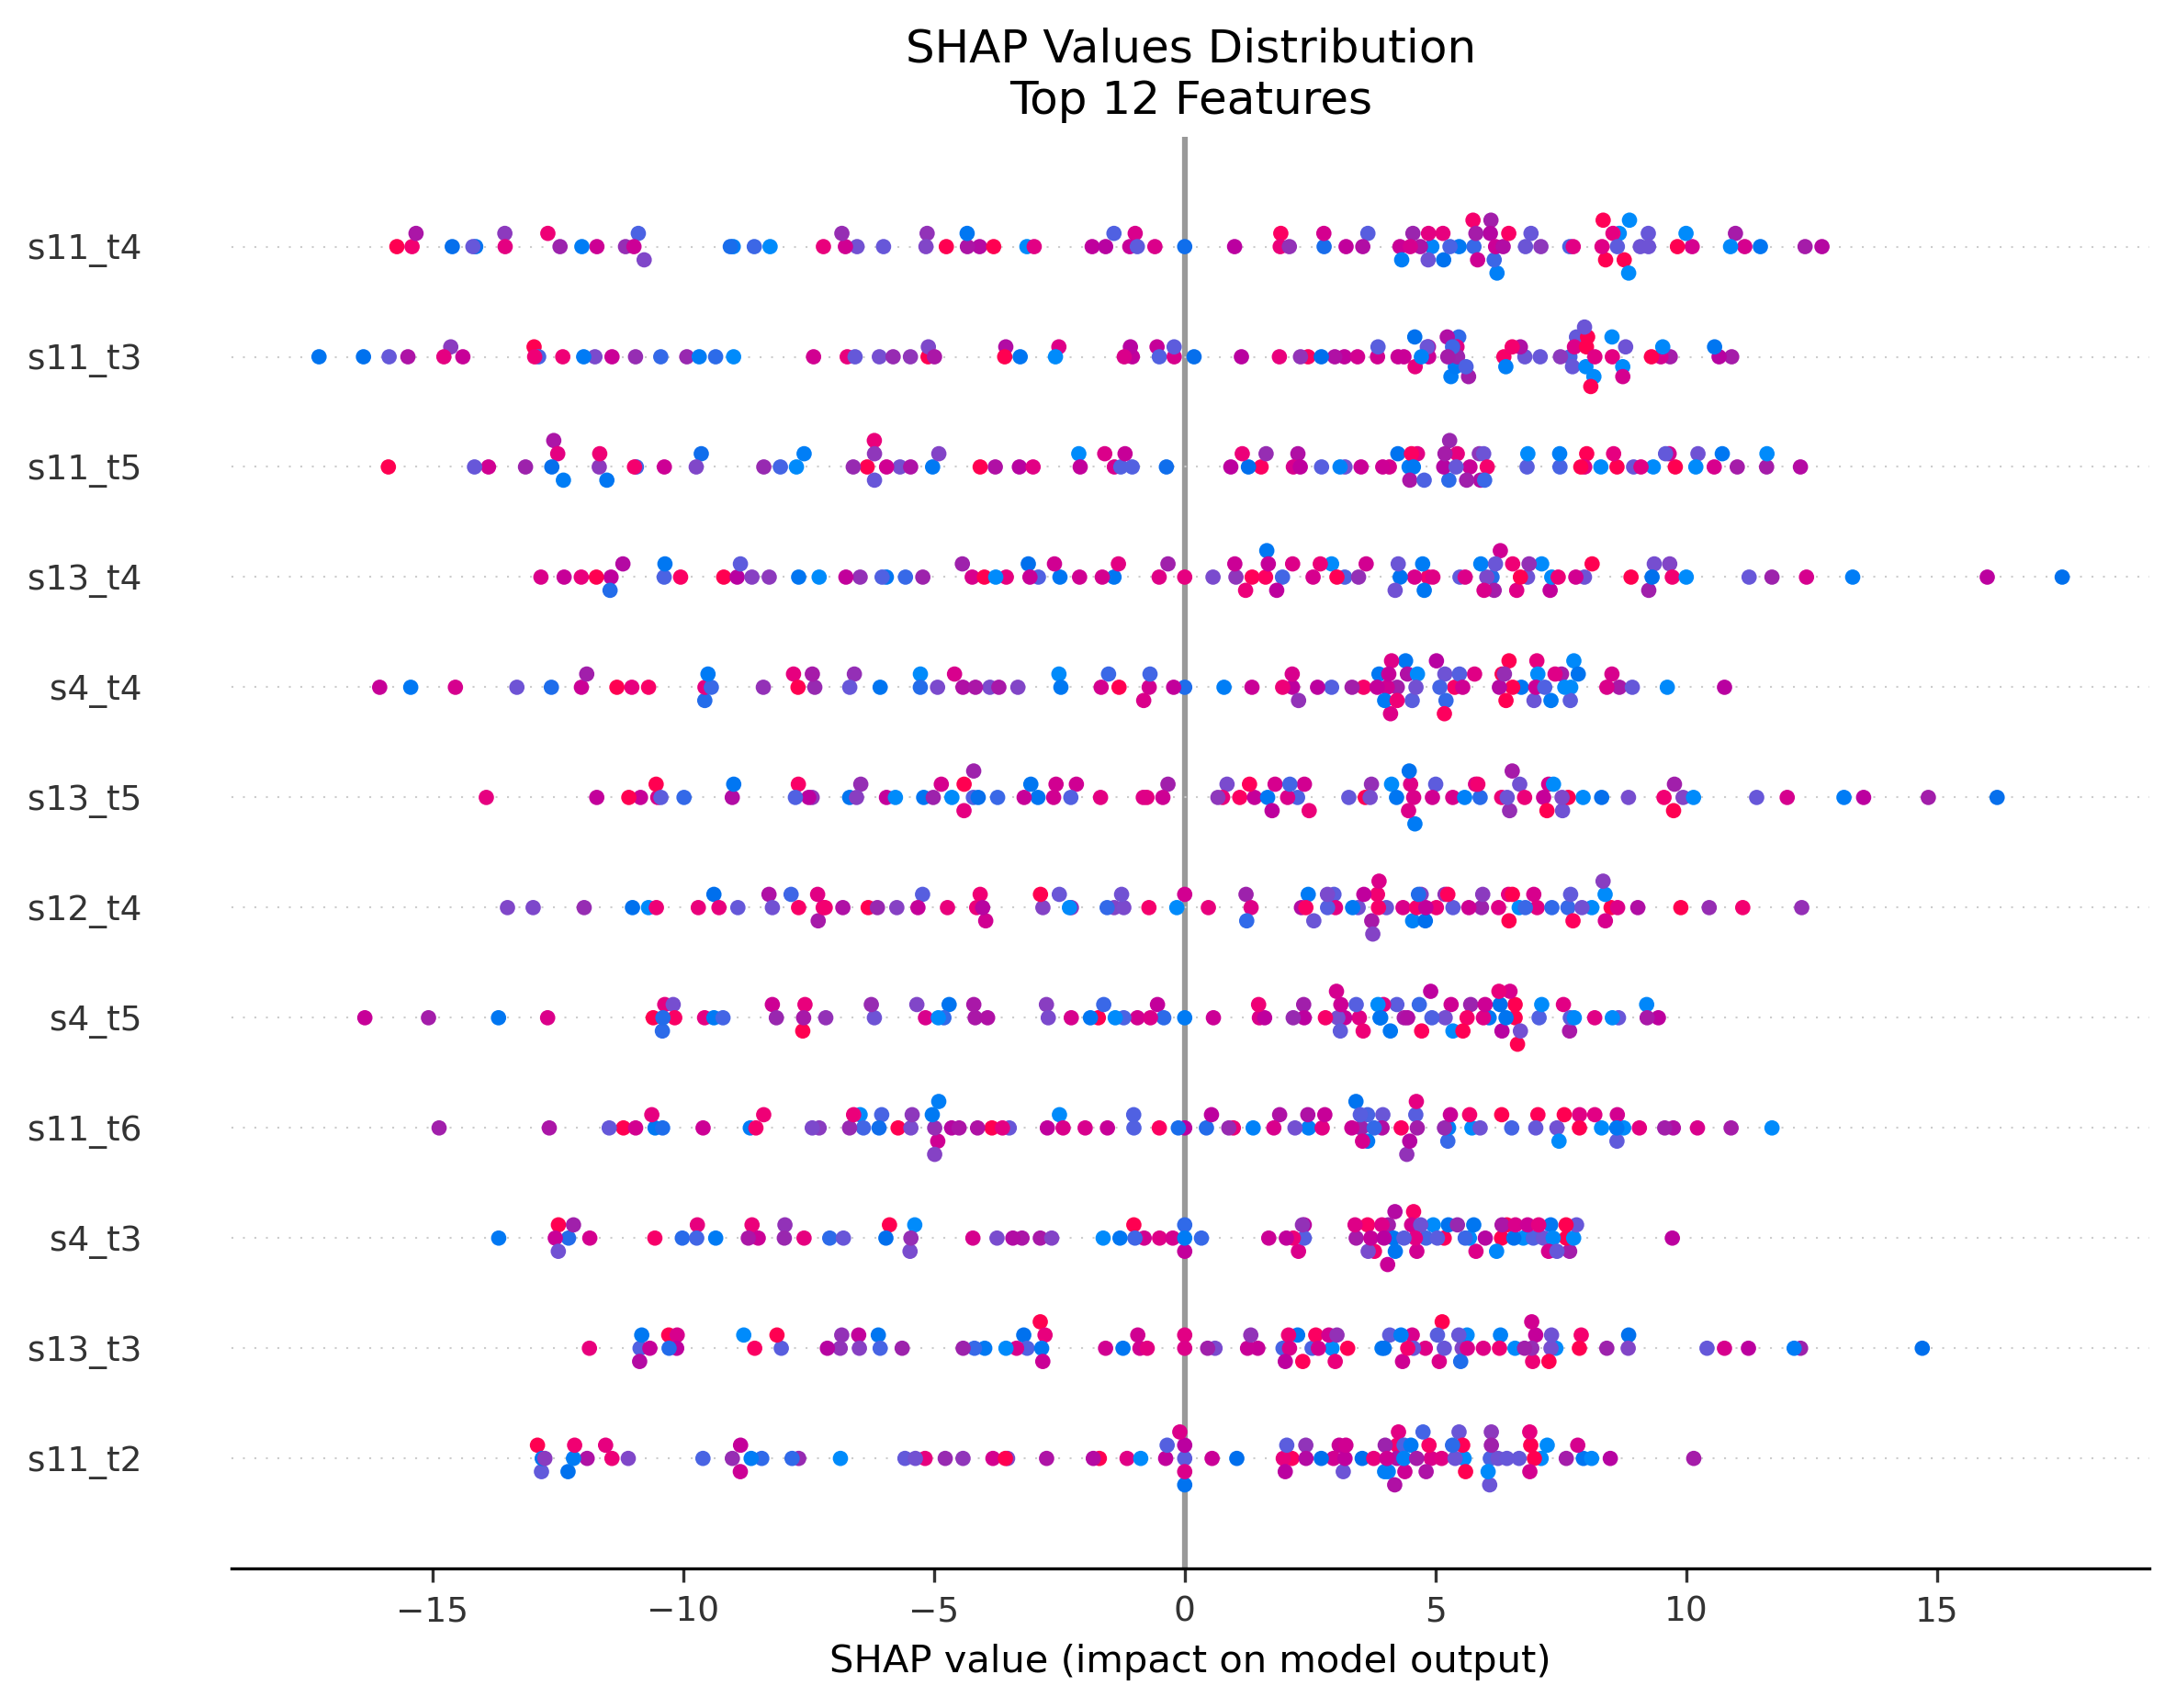 SHAP Values Distribution
Top 12 Features
s11_t4
s11_t3
s11_t5
s13_t4
s4_t4
s13_t5
s12_t4
s4_t5
s11_t6
s4_t3
s13_t3
s11_t2
−15 −10 −5 0 5 10 15
SHAP value (impact on model output)